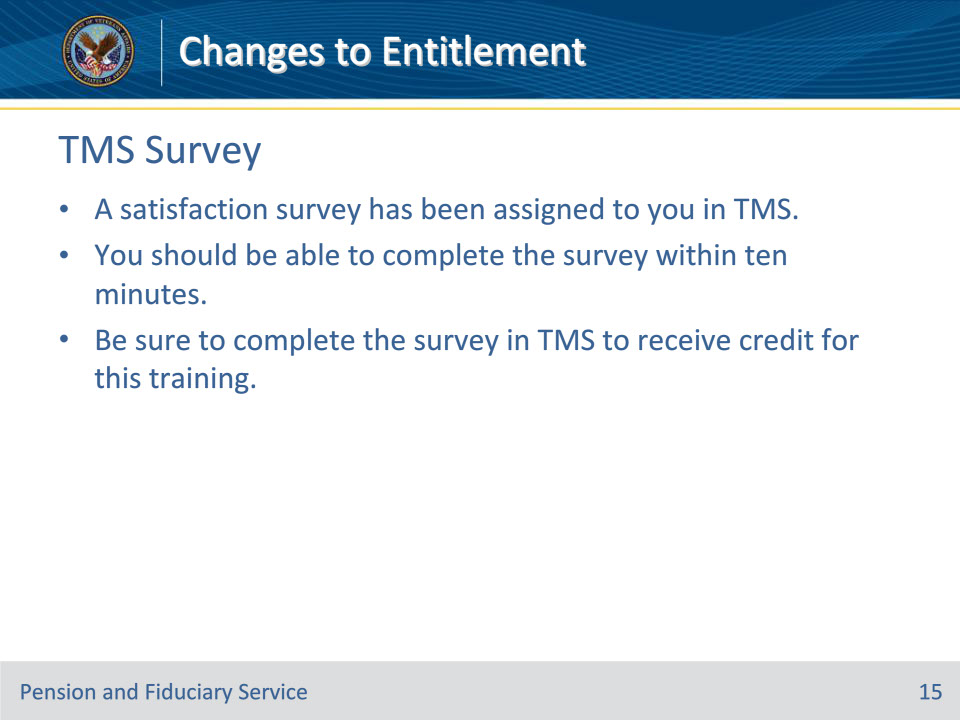 Changes to Entitlement
TMS Survey
• A satisfaction survey has been assigned to you in TMS.
• You should be able to complete the survey within ten
minutes.
• Be sure to complete the survey in TMS to receive credit for
this training.
Pension and Fiduciary Service
15